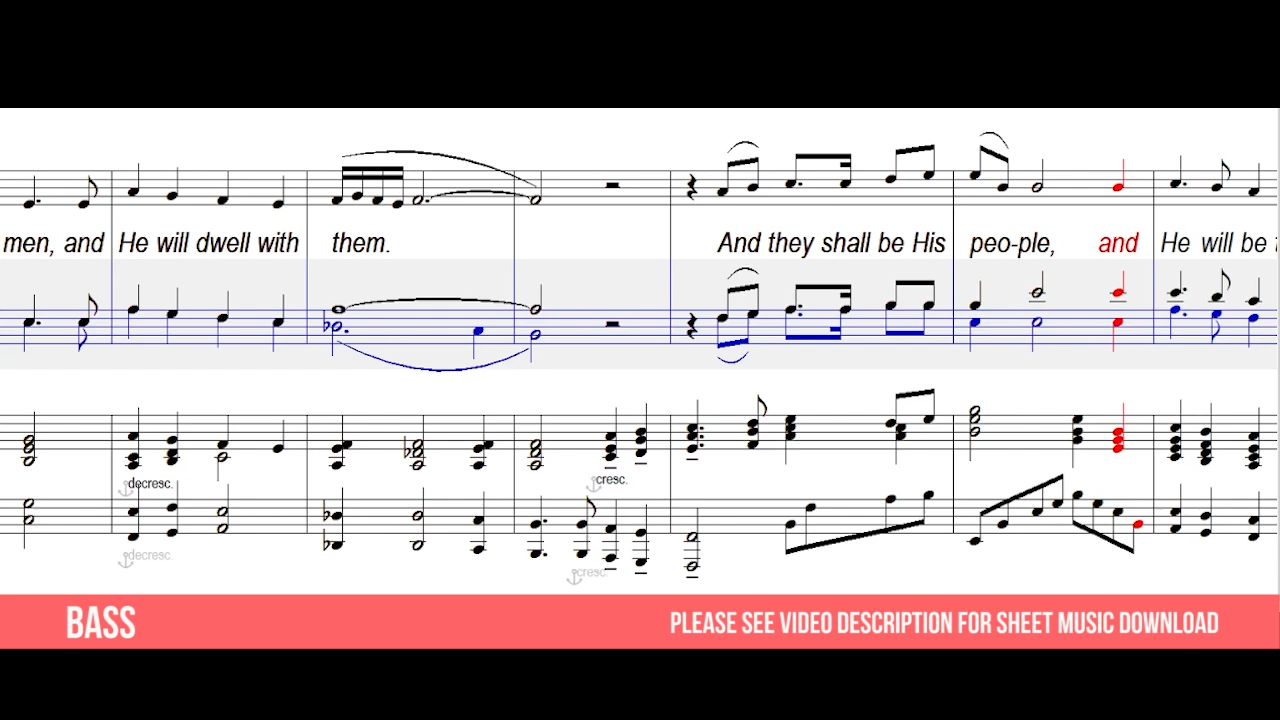 men, and He will dwell with them. And they shall be His peo-ple, and He will be
decresc.
cresc.
decresc.
cresc.
BASS PLEASE SEE VIDEO DESCRIPTION FOR SHEET MUSIC DOWNLOAD